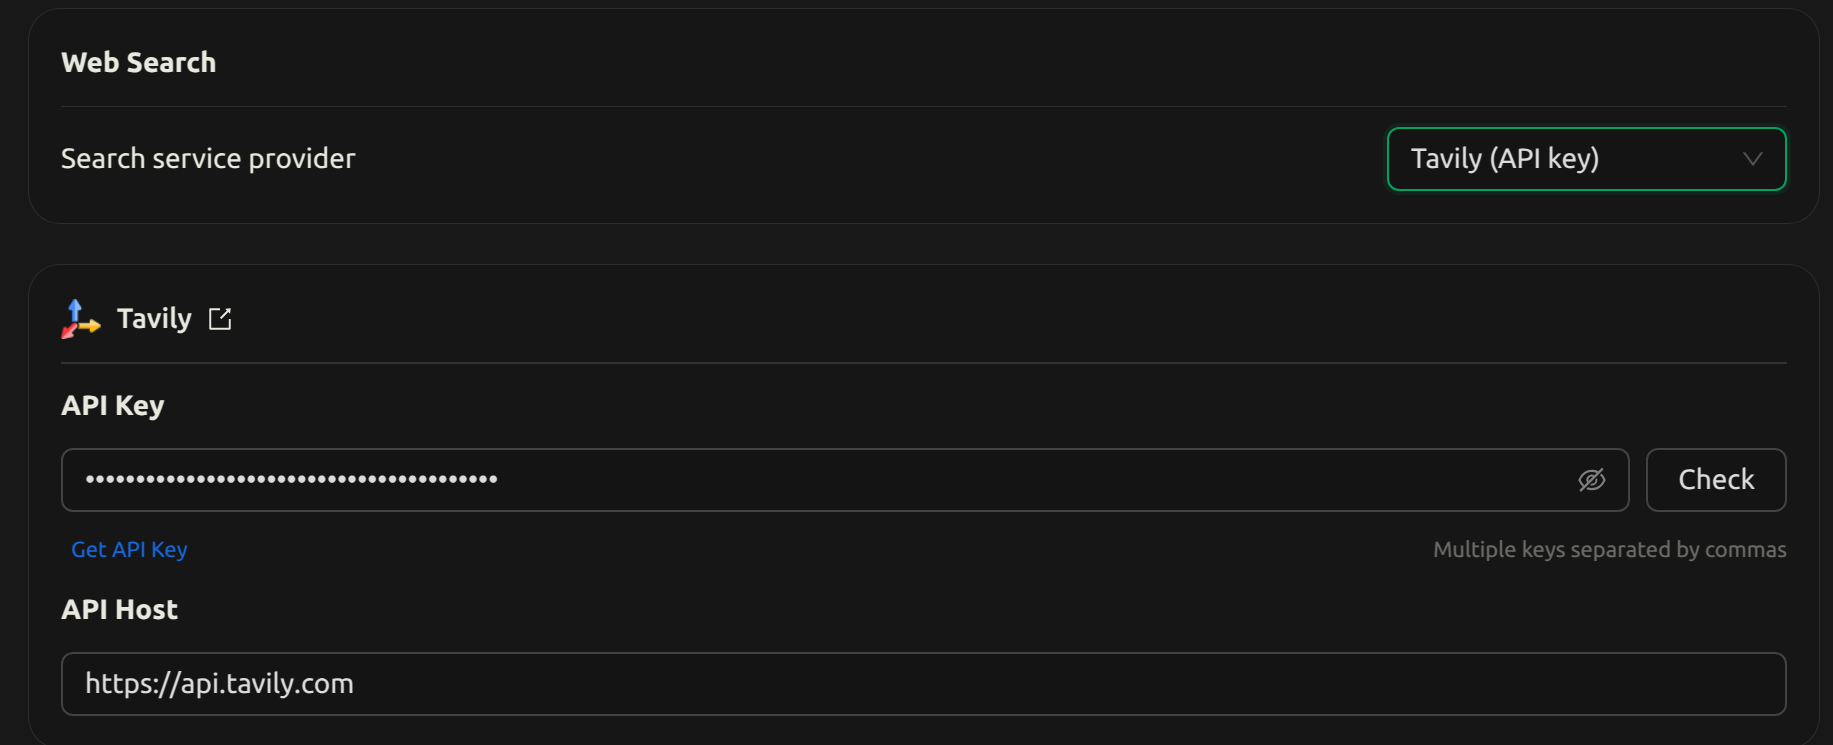 Web Search
Search service provider
Tavily (API key)
Tavily
API Key
•••••••••••••••••••••••••••••••••••••••••
Check
Get API Key
Multiple keys separated by commas
API Host
https://api.tavily.com